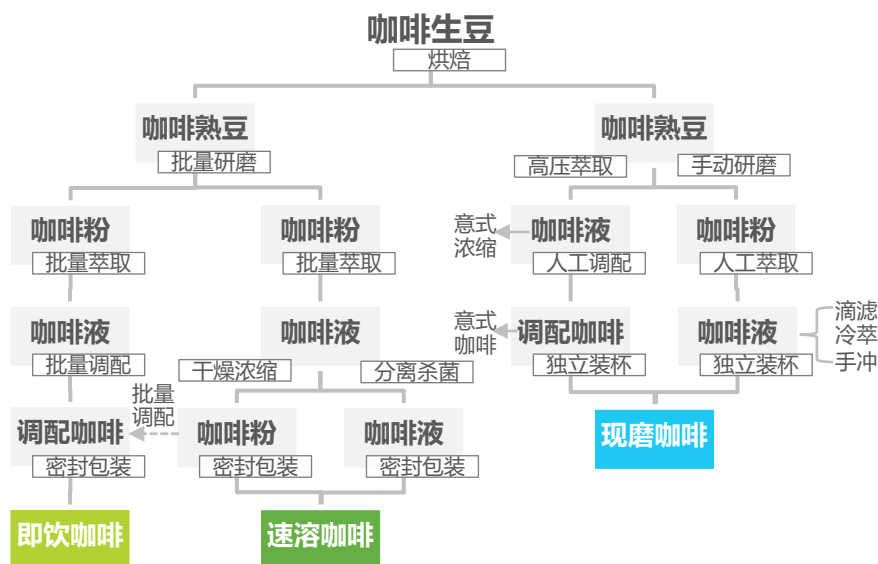 咖啡生豆
烘焙
咖啡熟豆
咖啡熟豆
批量研磨
高压萃取
手动研磨
咖啡粉
咖啡粉
意式
浓缩
咖啡液
咖啡粉
批量萃取
批量萃取
人工调配
人工萃取
咖啡液
咖啡液
意式
咖啡
调配咖啡
咖啡液
滴滤
冷萃
手冲
批量调配
干燥浓缩
分离杀菌
独立装杯
独立装杯
批量
调配
调配咖啡
咖啡粉
咖啡液
现磨咖啡
密封包装
密封包装
密封包装
即饮咖啡
速溶咖啡